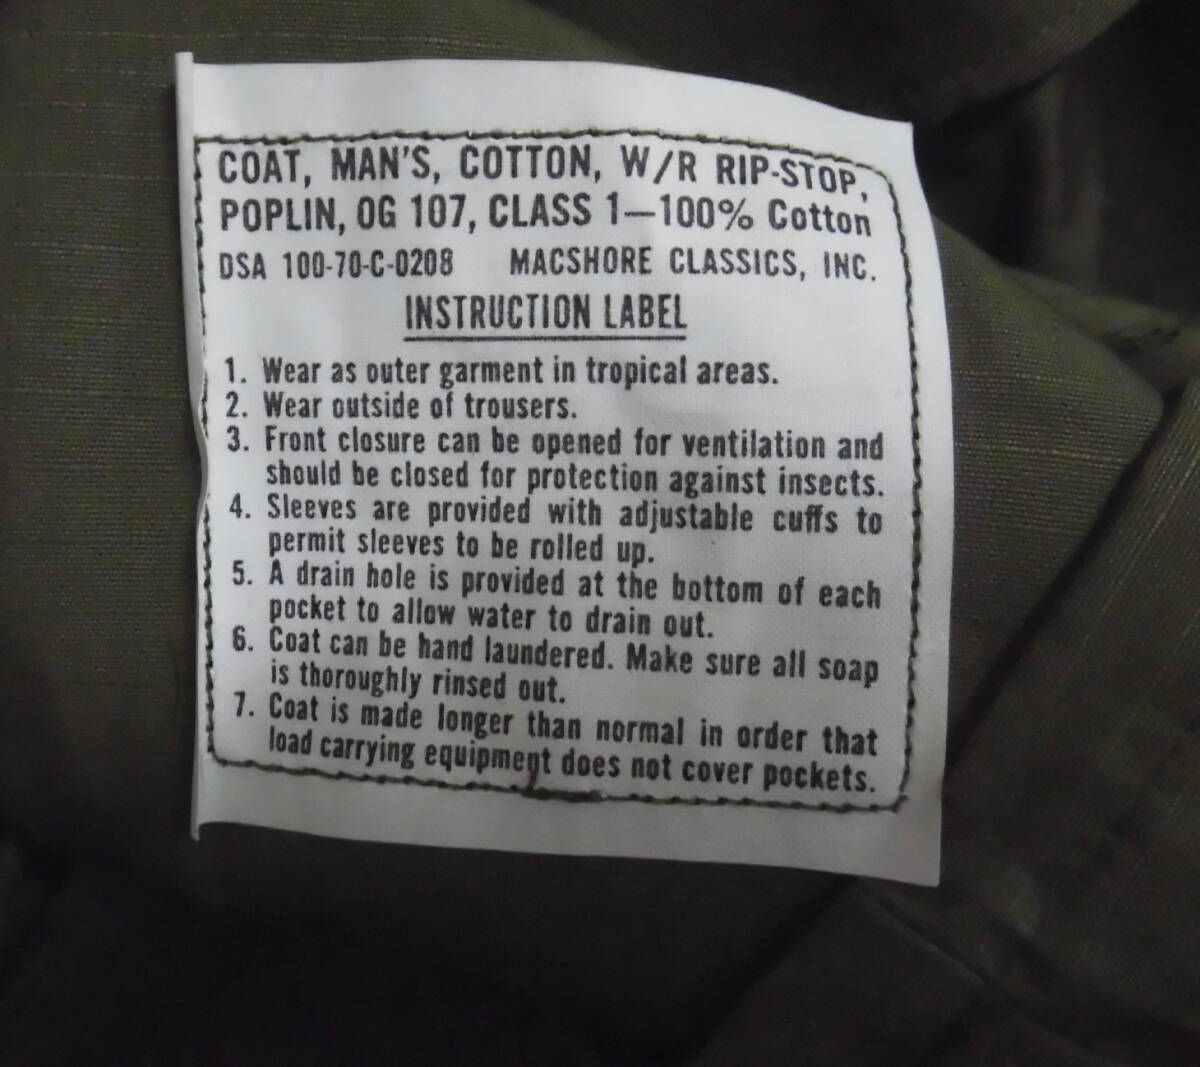 COAT, MAN'S, COTTON, W/R RIP-STOP,
POPLIN, OG 107, CLASS 1—100% Cotton
DSA 100-70-C-0208 MACSHORE CLASSICS, INC.
INSTRUCTION LABEL
1. Wear as outer garment in tropical areas.
2. Wear outside of trousers.
3. Front closure can be opened for ventilation and
should be closed for protection against insects.
4. Sleeves are provided with adjustable cuffs to
permit sleeves to be rolled up.
5. A drain hole is provided at the bottom of each
pocket to allow water to drain out.
6. Coat can be hand laundered. Make sure all soap
is thoroughly rinsed out.
7. Coat is made longer than normal in order that
load carrying equipment does not cover pockets.